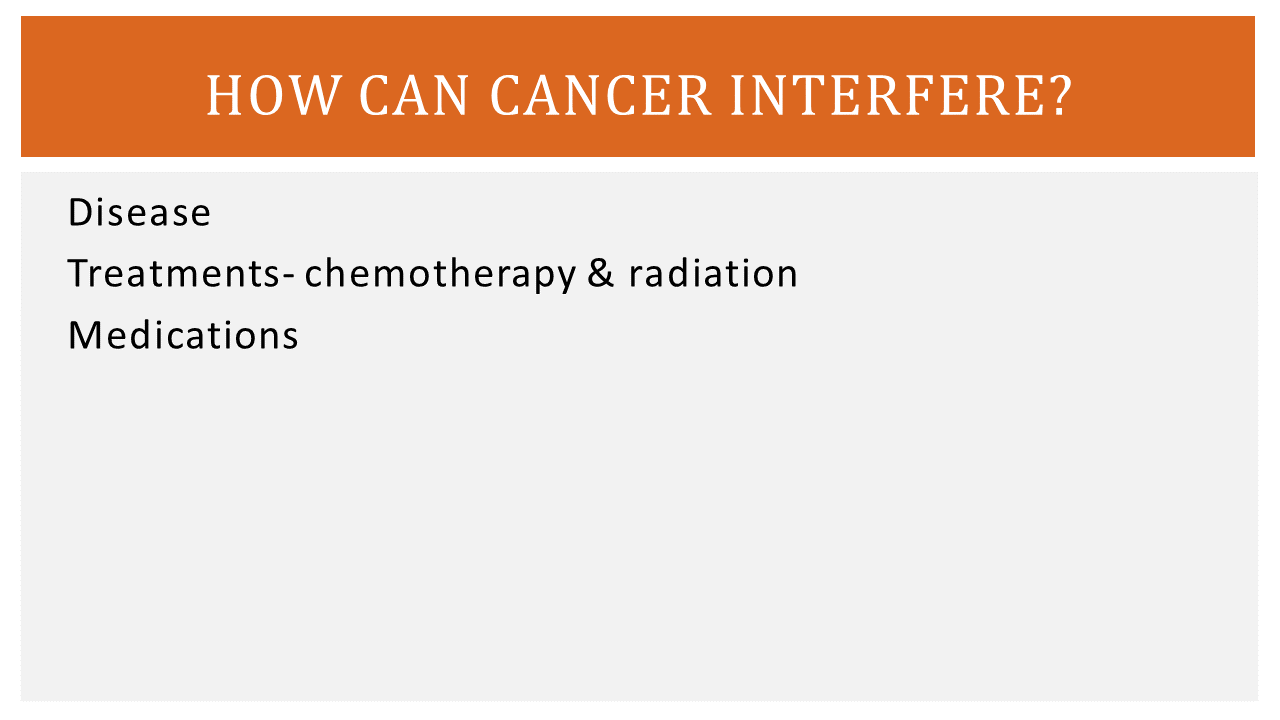 HOW CAN CANCER INTERFERE?
Disease
Treatments- chemotherapy & radiation
Medications